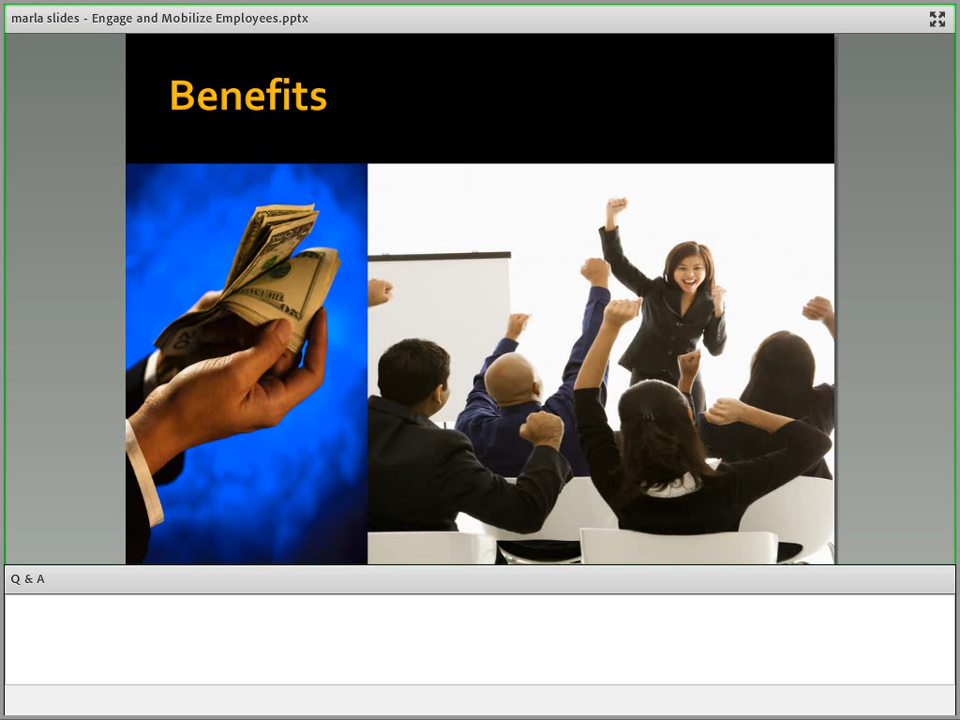 marla slides - Engage and Mobilize Employees.pptx
Benefits
Q & A